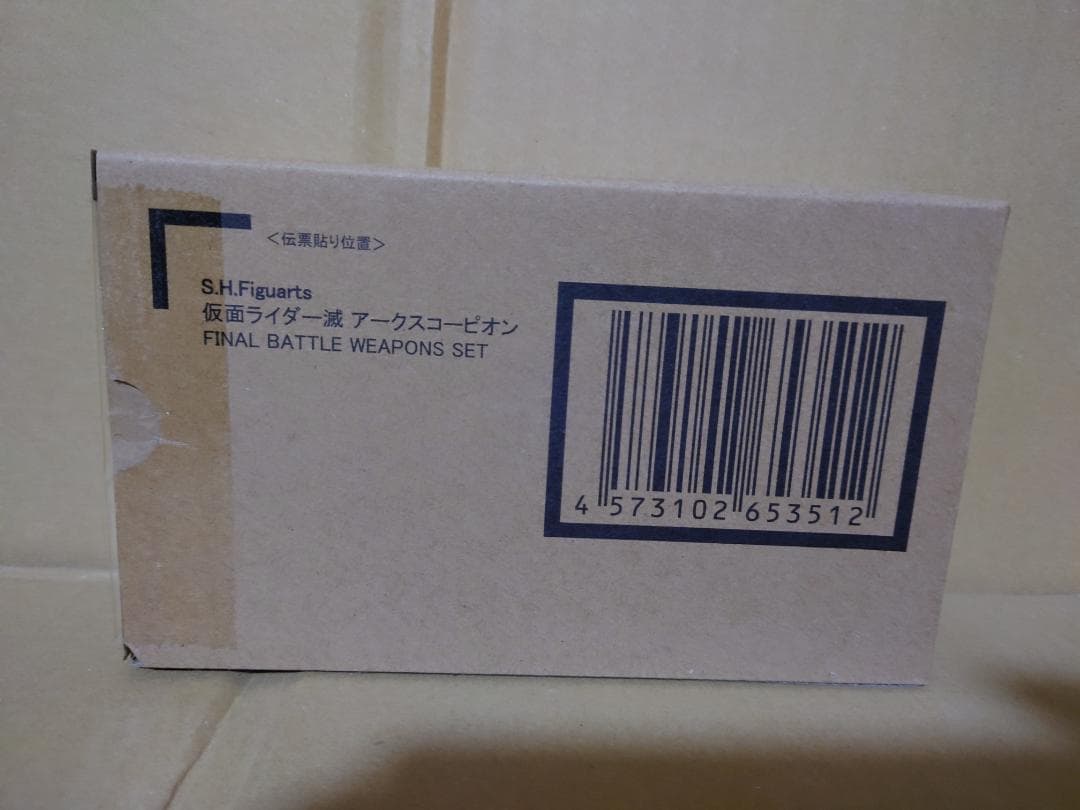 ＜伝票貼り位置＞
S.H.Figuarts
仮面ライダー滅 アークスコーピオン
FINAL BATTLE WEAPONS SET
4 573102 653512